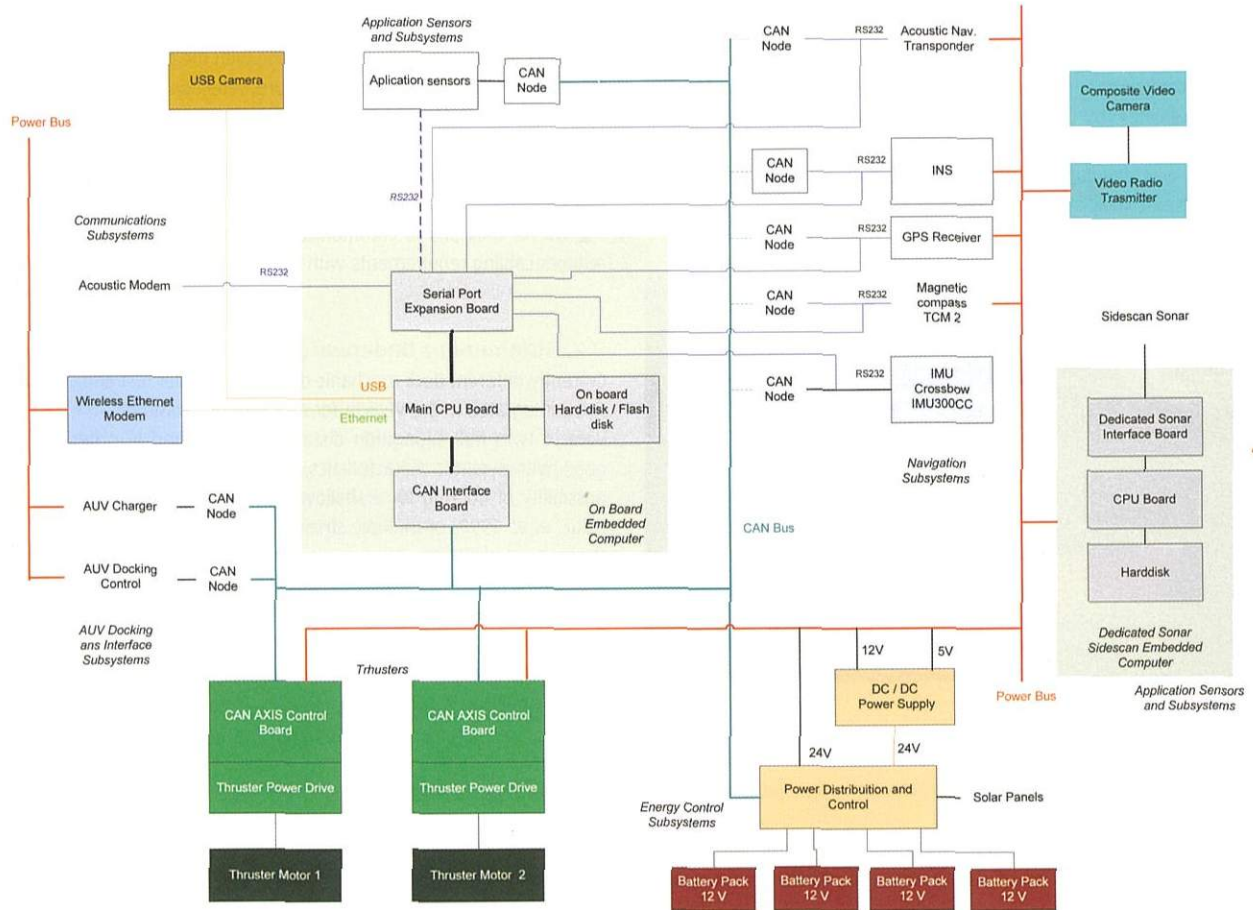 Application Sensors
and Subsystems
USB Camera
Aplication sensors
CAN
Node
CAN
Node
RS232
Acoustic Nav.
Transponder
Composite Video
Camera
Power Bus
RS232
CAN
Node
RS232
INS
Video Radio
Trasmitter
Communications
Subsystems
CAN
Node
RS232
GPS Receiver
Acoustic Modem
RS232
Serial Port
Expansion Board
CAN
Node
RS232
Magnetic
compass
TCM 2
Sidescan Sonar
USB
Ethernet
Wireless Ethernet
Modem
Main CPU Board
On board
Hard-disk / Flash
disk
CAN
Node
RS232
IMU
Crossbow
IMU300CC
Dedicated Sonar
Interface Board
Navigation
Subsystems
CAN Interface
Board
On Board
Embedded
Computer
CPU Board
AUV Charger
CAN
Node
CAN Bus
Harddisk
AUV Docking
Control
CAN
Node
AUV Docking
ans Interface
Subsystems
Trhusters
Dedicated Sonar
Sidescan Embedded
Computer
12V
5V
DC / DC
Power Supply
Power Bus
Application Sensors
and Subsystems
CAN AXIS Control
Board
CAN AXIS Control
Board
24V
24V
Thruster Power Drive
Thruster Power Drive
Power Distribuition and
Control
Solar Panels
Energy Control
Subsystems
Thruster Motor 1
Thruster Motor 2
Battery Pack
12 V
Battery Pack
12 V
Battery Pack
12 V
Battery Pack
12 V